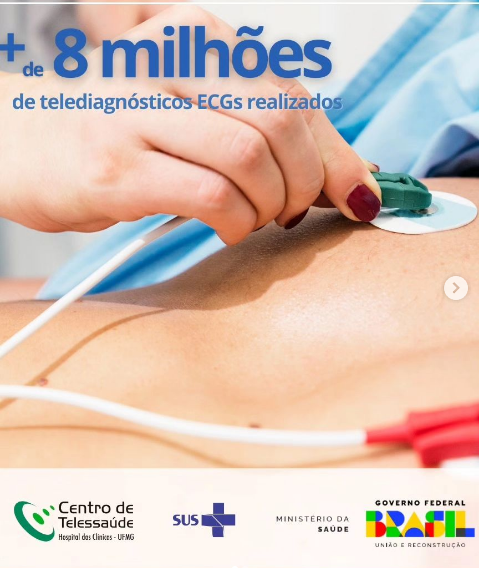 + de 8 milhões
de telediagnósticos ECGs realizados
Centro de
Telessaúde
Hospital das Clínicas - UFMG
SUS
MINISTÉRIO DA
SAÚDE
GOVERNO FEDERAL
BRASIL
UNIÃO E RECONSTRUÇÃO